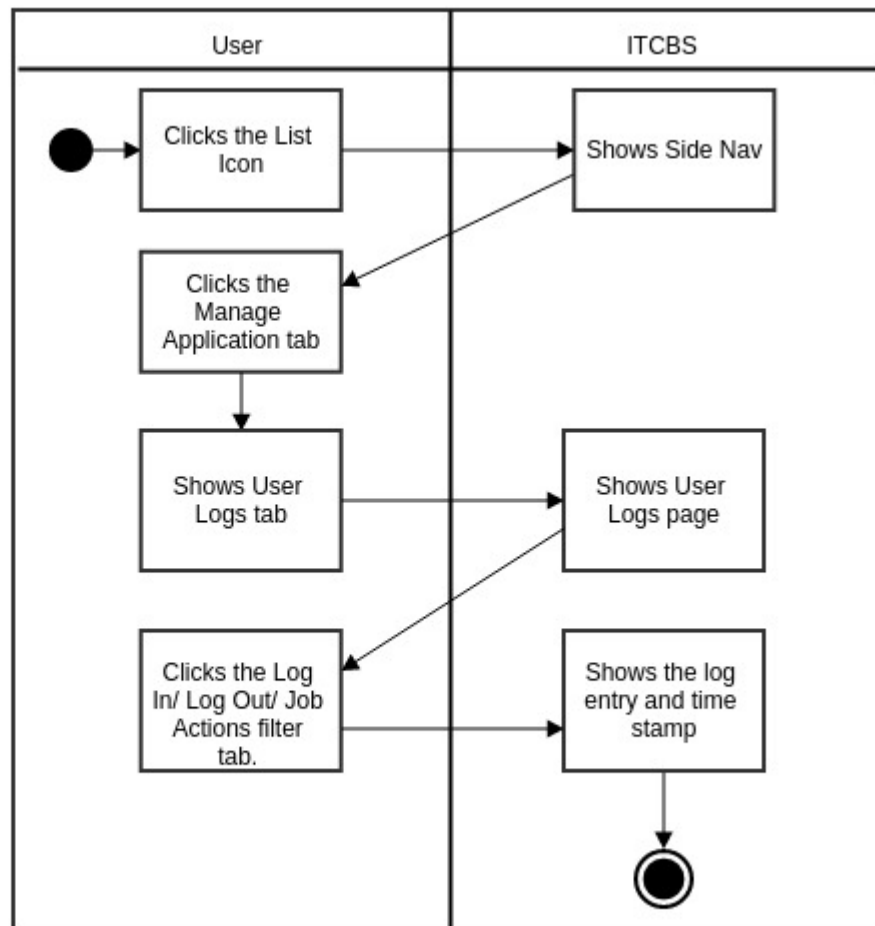 User
ITCBS
Clicks the List
Icon
Shows Side Nav
Clicks the
Manage
Application tab
Shows User
Logs tab
Shows User
Logs page
Clicks the Log
In/ Log Out/ Job
Actions filter
tab.
Shows the log
entry and time
stamp